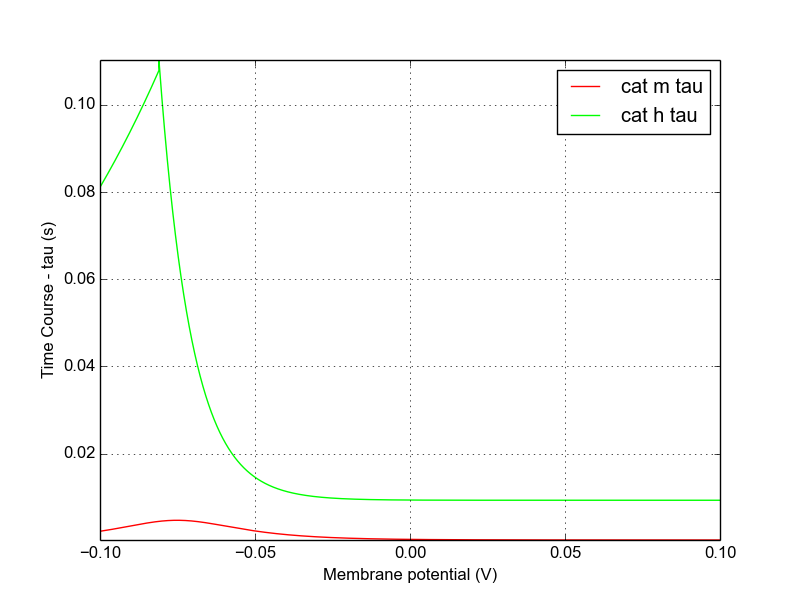 cat m tau
cat h tau
0.10
0.08
0.06
0.04
0.02
Time Course - tau (s)
−0.10 −0.05 0.00 0.05 0.10
Membrane potential (V)